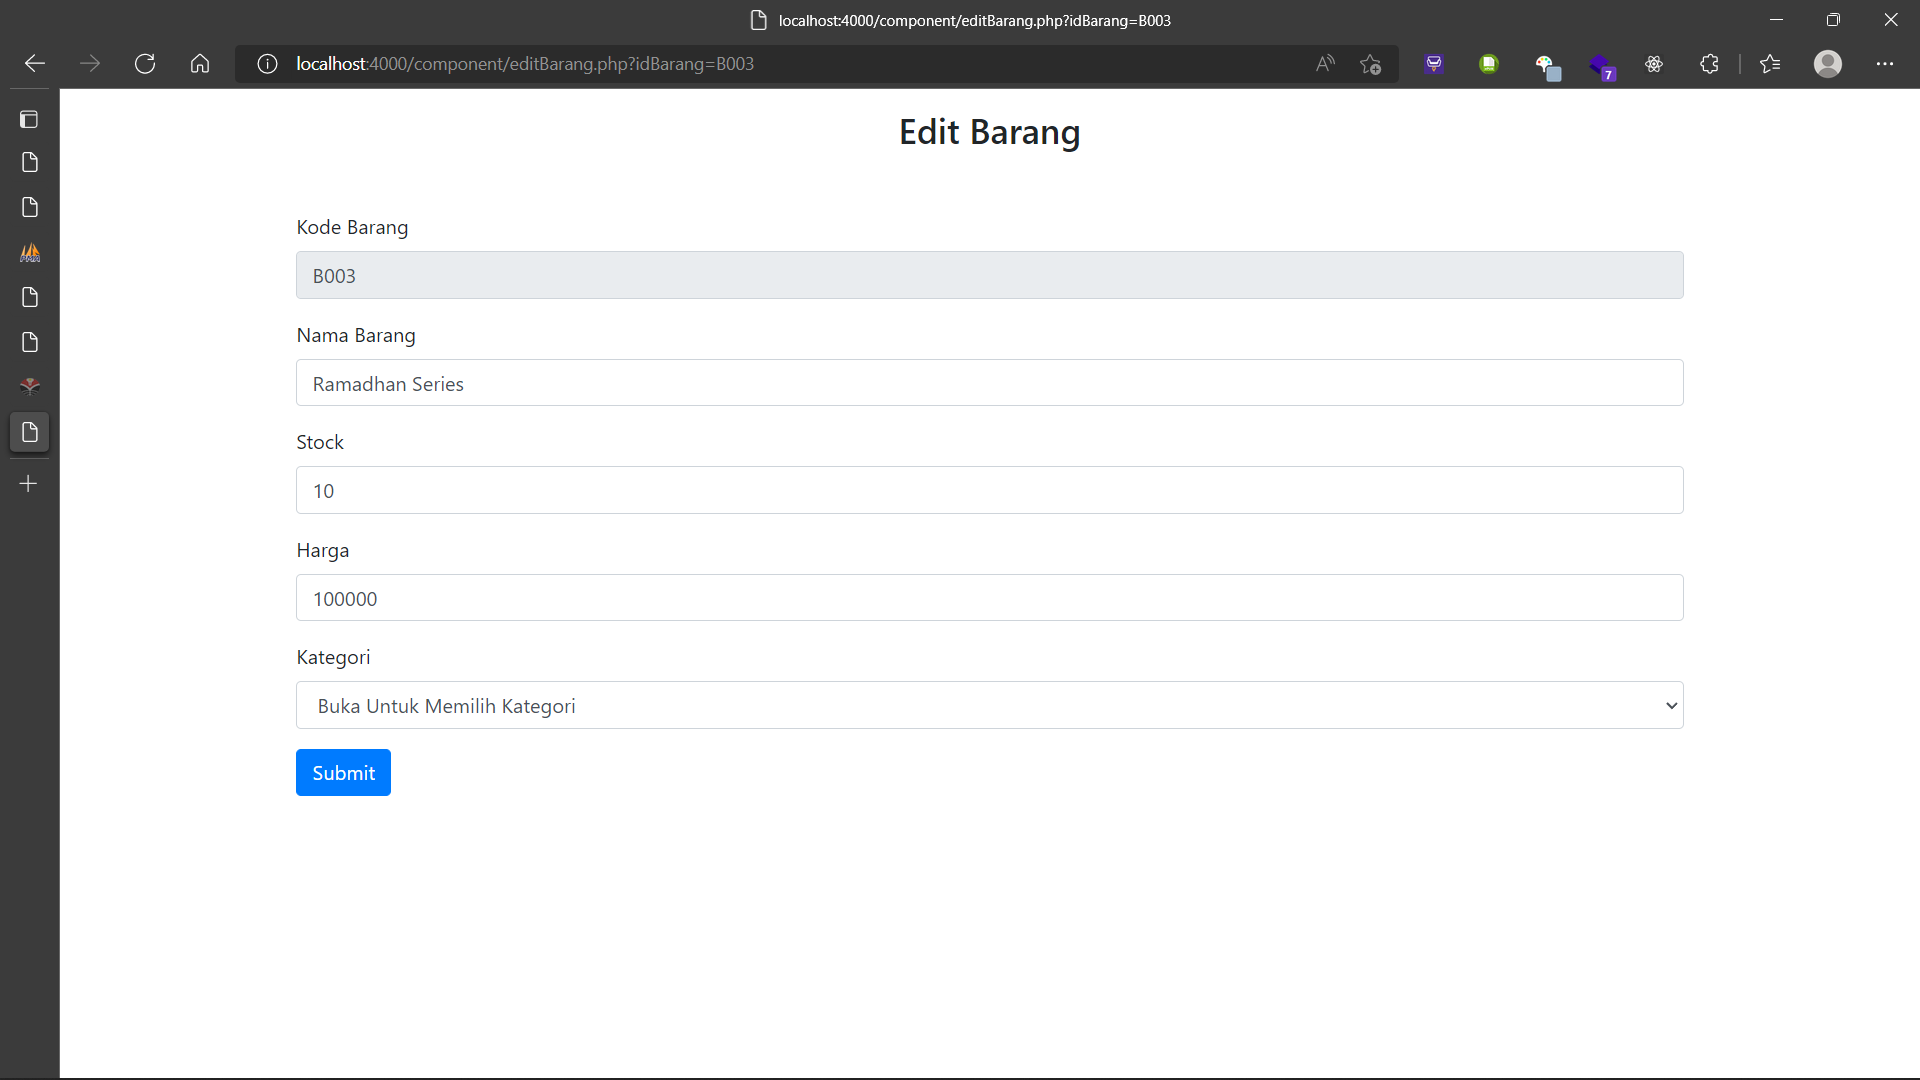 localhost:4000/component/editBarang.php?idBarang=B003
localhost:4000/component/editBarang.php?idBarang=B003
7
Edit Barang
Kode Barang
B003
Nama Barang
Ramadhan Series
Stock
10
Harga
100000
Kategori
Buka Untuk Memilih Kategori
Submit